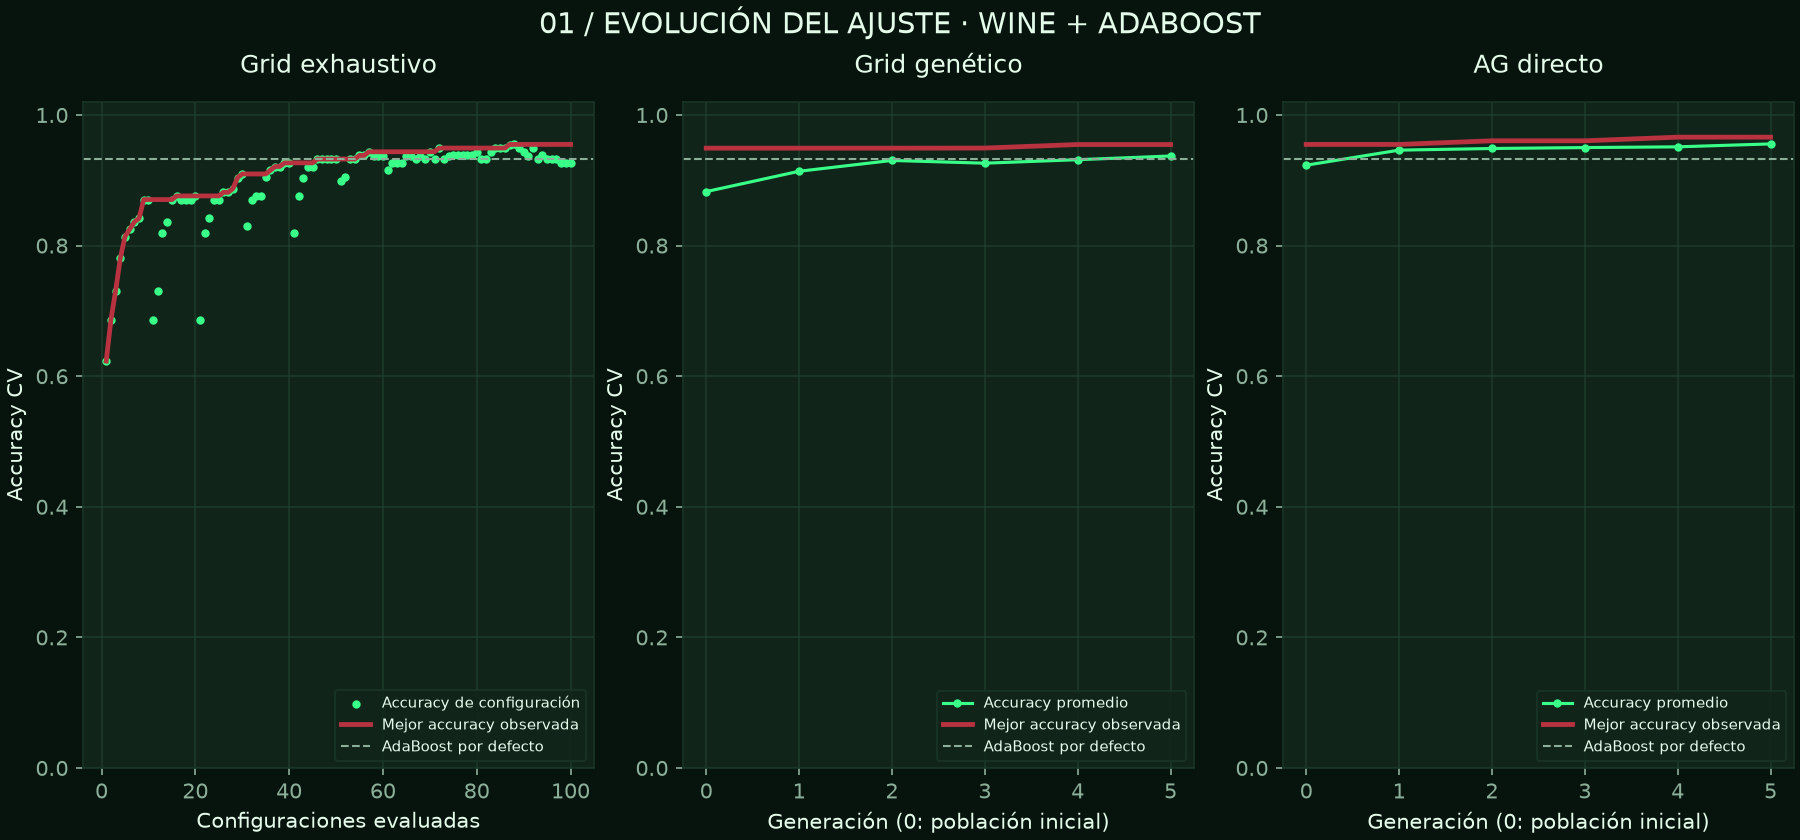 01 / EVOLUCIÓN DEL AJUSTE · WINE + ADABOOST
Grid exhaustivo
1.0
0.8
0.6
0.4
0.2
0.0
Accuracy CV
0 20 40 60 80 100
Configuraciones evaluadas
Accuracy de configuración
Mejor accuracy observada
AdaBoost por defecto
Grid genético
1.0
0.8
0.6
0.4
0.2
0.0
Accuracy CV
0 1 2 3 4 5
Generación (0: población inicial)
Accuracy promedio
Mejor accuracy observada
AdaBoost por defecto
AG directo
1.0
0.8
0.6
0.4
0.2
0.0
Accuracy CV
0 1 2 3 4 5
Generación (0: población inicial)
Accuracy promedio
Mejor accuracy observada
AdaBoost por defecto